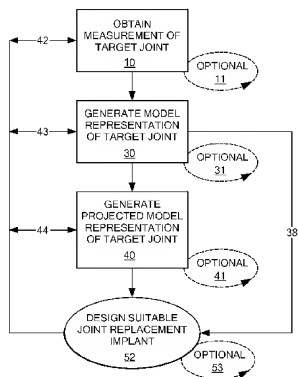 42
OBTAIN
MEASUREMENT OF
TARGET JOINT
10
OPTIONAL
11
43
GENERATE MODEL
REPRESENTATION
OF TARGET JOINT
30
OPTIONAL
31
38
44
GENERATE
PROJECTED MODEL
REPRESENTATION
OF TARGET JOINT
40
OPTIONAL
41
DESIGN SUITABLE
JOINT REPLACEMENT
IMPLANT
52
OPTIONAL
53